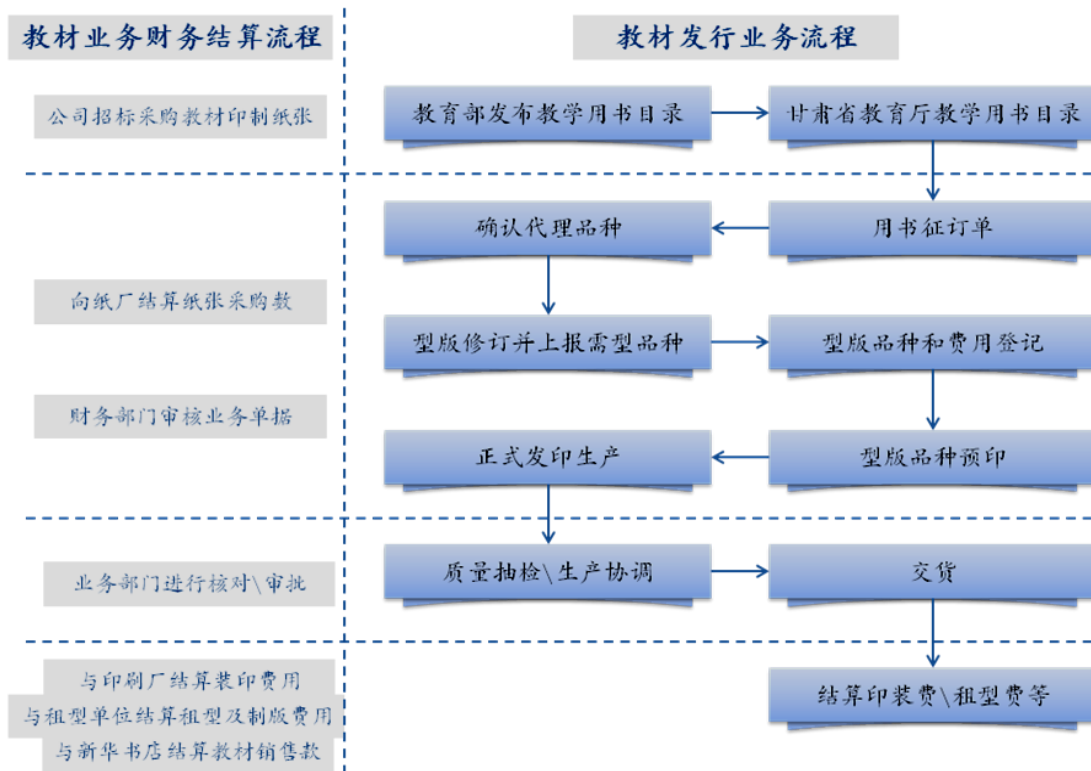 教材业务财务结算流程
教材发行业务流程
公司招标采购教材印制纸张
教育部发布教学用书目录
甘肃省教育厅教学用书目录
确认代理品种
用书征订单
向纸厂结算纸张采购数
型版修订并上报需型品种
型版品种和费用登记
财务部门审核业务单据
正式发印生产
型版品种预印
业务部门进行核对\审批
质量抽检\生产协调
交货
与印刷厂结算装印费用
与租型单位结算租型及制版费用
与新华书店结算教材销售款
结算印装费\租型费等